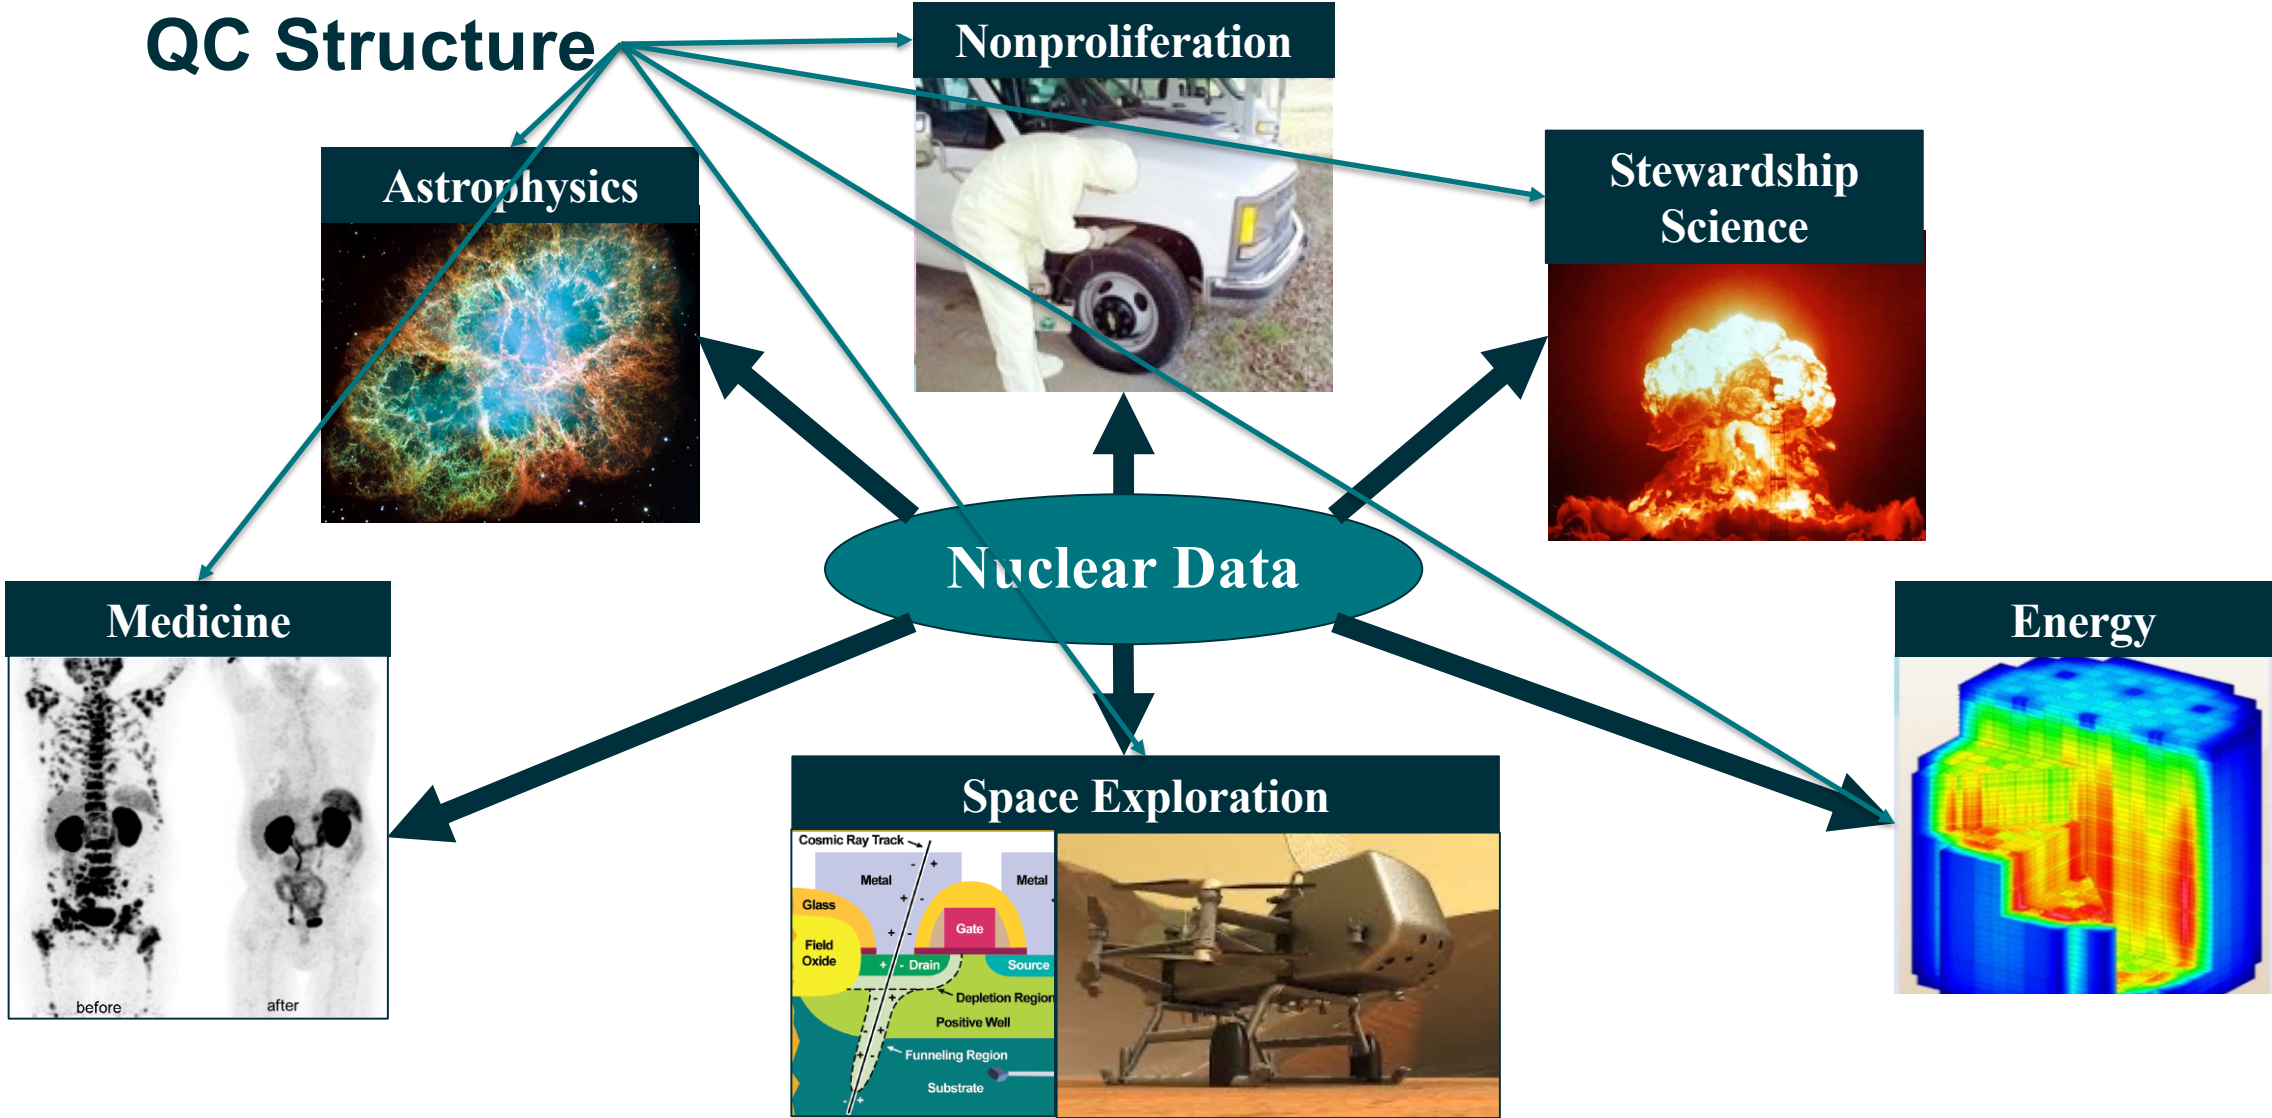 QC Structure
Nonproliferation
Astrophysics
Stewardship
Science
Nuclear Data
Medicine
before
after
Energy
Space Exploration
Cosmic Ray Track
- +
Metal
Metal
+ -
Glass
+ -
Gate
Field
Oxide
+ - Drain
Source
- +
Depletion Region
- +
Positive Well
+ -
Funneling Region
Substrate
- +